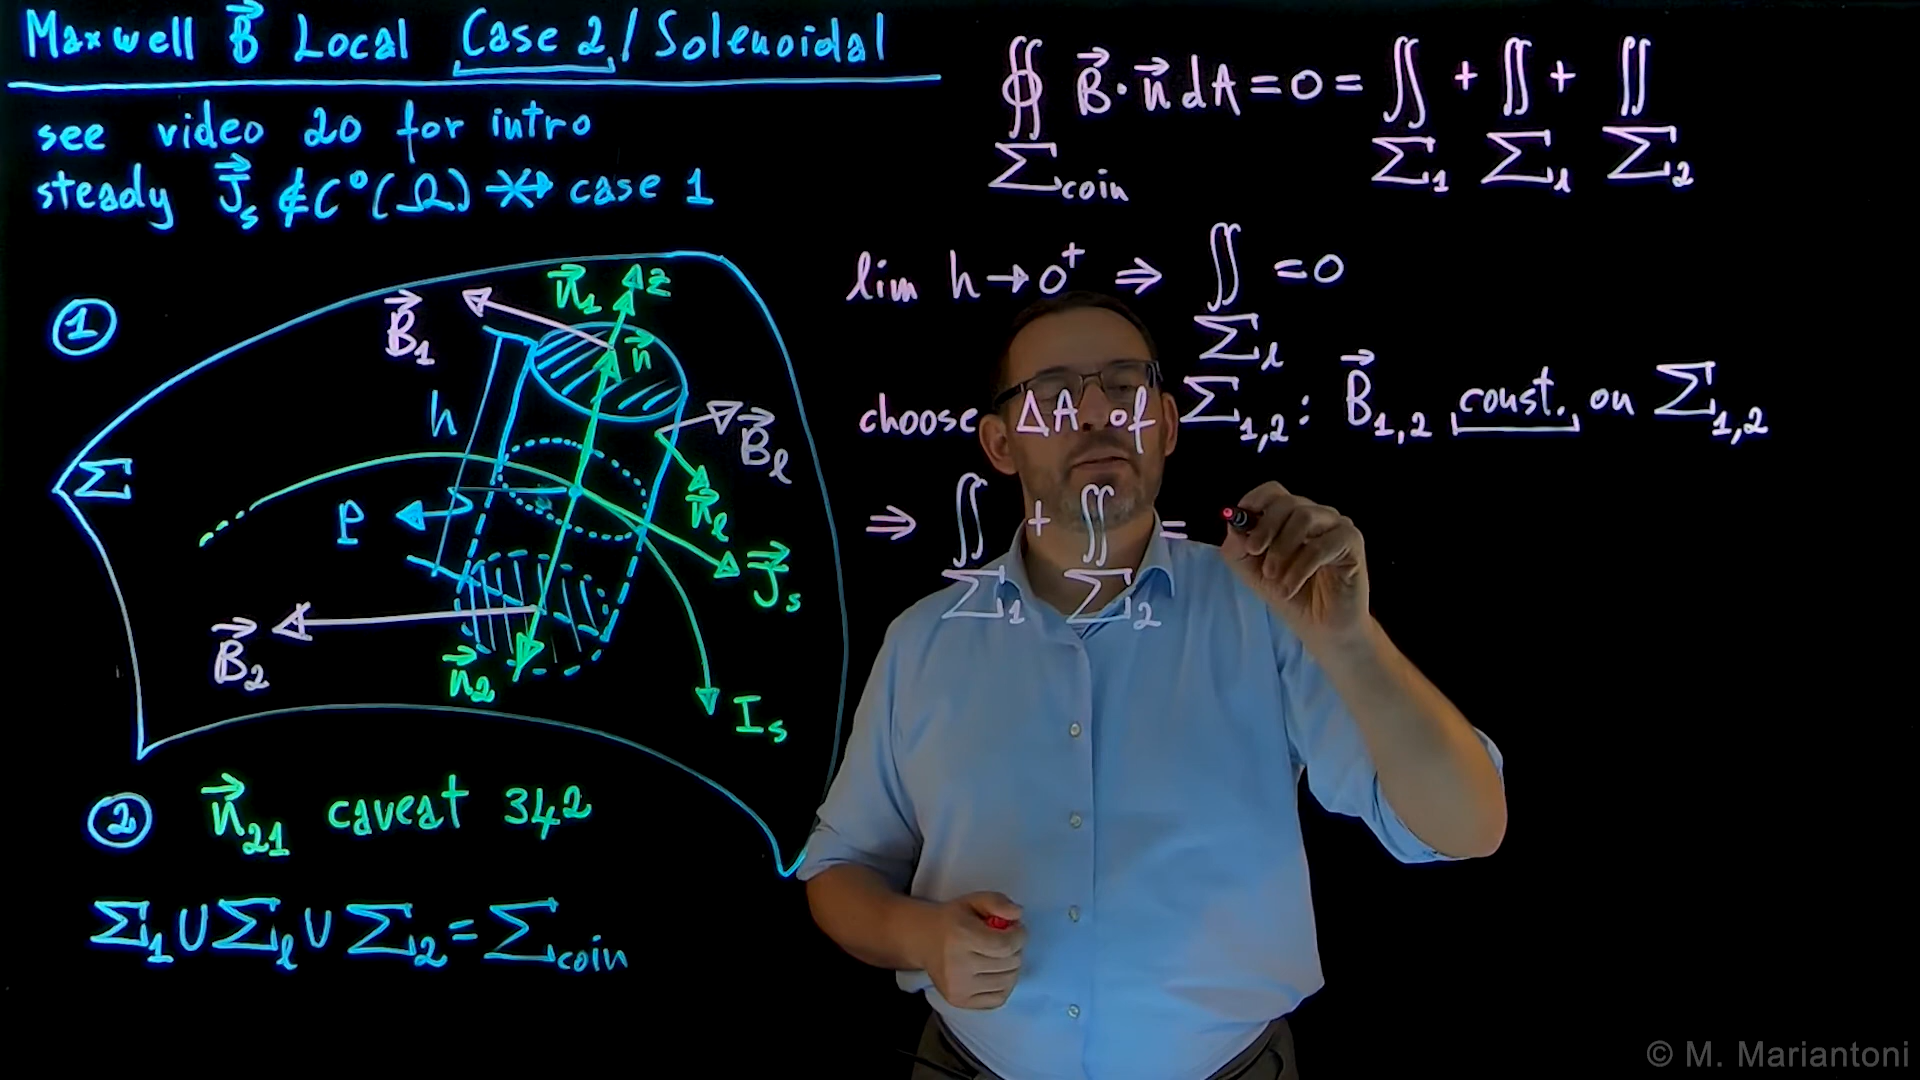 Maxwell B⃗ Local Case 2 / Solenoidal
see video 20 for intro
steady J⃗ₛ ∉ C⁰(Ω) ↮ case 1
①
B⃗₁
n⃗₁
z
n⃗
h
B⃗ₗ
Σ
P
n⃗ₗ
J⃗ₛ
B⃗₂
n⃗₂
Iₛ
② n⃗₂₁ caveat 342
Σ₁ ∪ Σₗ ∪ Σ₂ = Σcoin
∯Σcoin B⃗ · n⃗ dA = 0 = ∬Σ₁ + ∬Σₗ + ∬Σ₂
lim h → 0⁺ ⇒ ∬Σₗ = 0
choose ΔA of Σ₁,₂ : B⃗₁,₂ const. on Σ₁,₂
⇒ ∬Σ₁ + ∬Σ₂ =
© M. Mariantoni